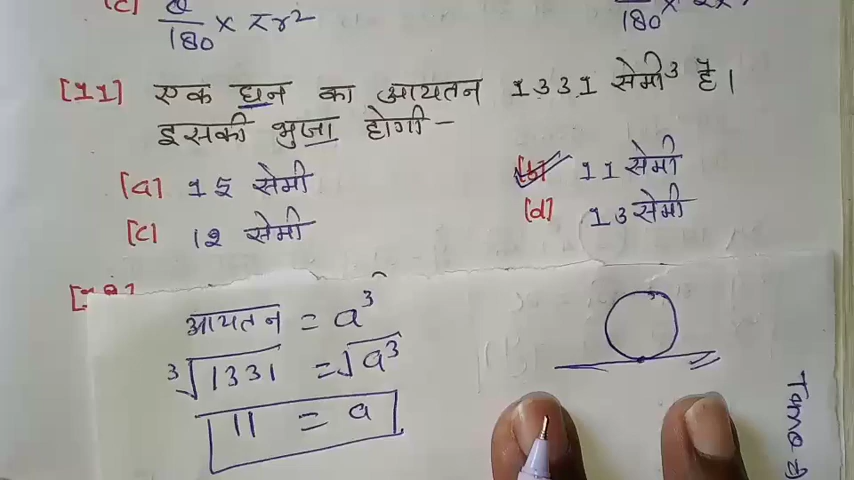 θ/180 × πr²
180 ×
[11] एक घन का आयतन 1331 सेमी³ है।
इसकी भुजा होगी-
[a] 15 सेमी [b] 11 सेमी
[c] 12 सेमी [d] 13 सेमी
आयतन = a³
³√1331 = √a³
11 = a